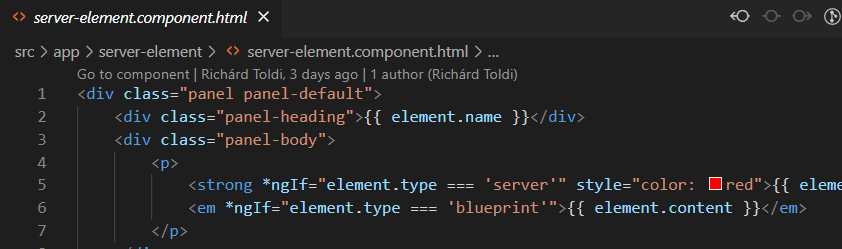 server-element.component.html
src > app > server-element > server-element.component.html > ...
Go to component | Richárd Toldi, 3 days ago | 1 author (Richárd Toldi)
1 <div class="panel panel-default">
2 <div class="panel-heading">{{ element.name }}</div>
3 <div class="panel-body">
4 <p>
5 <strong *ngIf="element.type === 'server'" style="color: red">{{ eleme
6 <em *ngIf="element.type === 'blueprint'">{{ element.content }}</em>
7 </p>